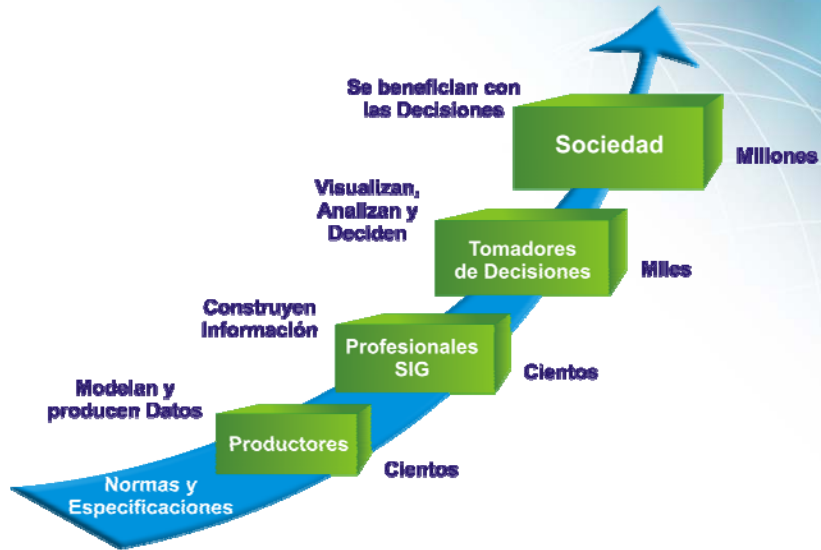 Se benefician con
las Decisiones
Sociedad
Millones
Visualizan,
Analizan y
Deciden
Tomadores
de Decisiones
Miles
Construyen
Información
Profesionales
SIG
Cientos
Modelan y
producen Datos
Productores
Cientos
Normas y
Especificaciones